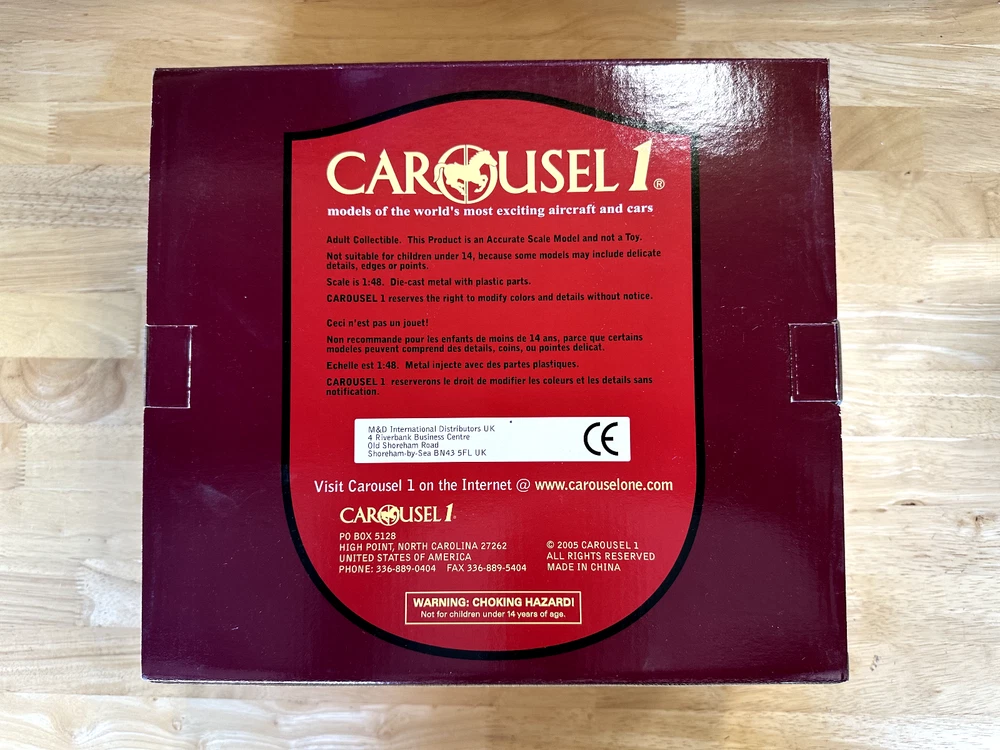 CAROUSEL 1®
models of the world's most exciting aircraft and cars
Adult Collectible. This Product is an Accurate Scale Model and not a Toy.
Not suitable for children under 14, because some models may include delicate
details, edges or points.
Scale is 1:48. Die-cast metal with plastic parts.
CAROUSEL 1 reserves the right to modify colors and details without notice.
Ceci n'est pas un jouet!
Non recommande pour les enfants de moins de 14 ans, parce que certains
modeles peuvent comprend des details, coins, ou pointes delicat.
Echelle est 1:48. Metal injecte avec des partes plastiques.
CAROUSEL 1 reserverons le droit de modifier les coleurs et les details sans
notification.
M&D International Distributors UK
4 Riverbank Business Centre
Old Shoreham Road
Shoreham-by-Sea BN43 5FL UK
CE
Visit Carousel 1 on the Internet @ www.carouselone.com
CAROUSEL 1
PO BOX 5128
HIGH POINT, NORTH CAROLINA 27262
UNITED STATES OF AMERICA
PHONE: 336-889-0404 FAX 336-889-5404
© 2005 CAROUSEL 1
ALL RIGHTS RESERVED
MADE IN CHINA
WARNING: CHOKING HAZARD!
Not for children under 14 years of age.